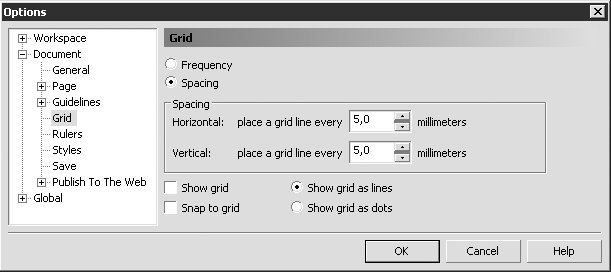 Options
Workspace
Document
General
Page
Guidelines
Grid
Rulers
Styles
Save
Publish To The Web
Global
Grid
Frequency
Spacing
Spacing
Horizontal: place a grid line every 5,0 millimeters
Vertical: place a grid line every 5,0 millimeters
Show grid Show grid as lines
Snap to grid Show grid as dots
OK Cancel Help